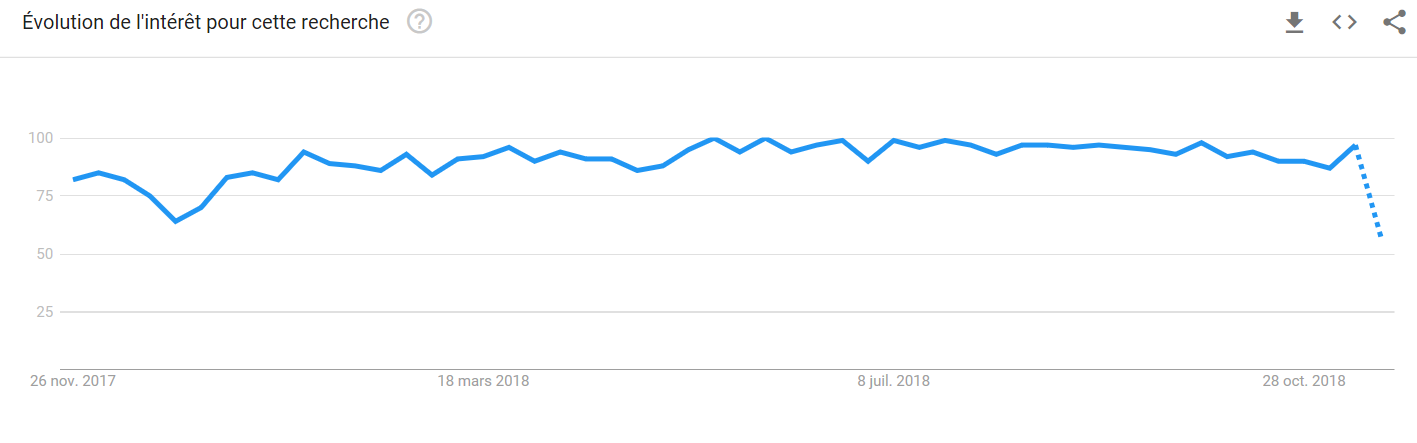 Évolution de l'intérêt pour cette recherche ?
100
75
50
25
26 nov. 2017 18 mars 2018 8 juil. 2018 28 oct. 2018